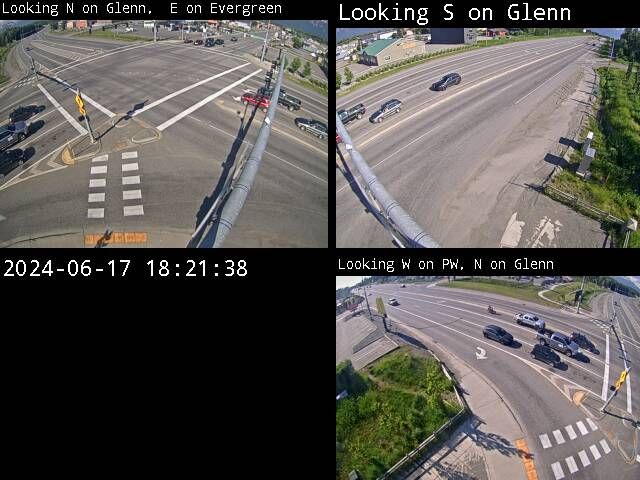 Looking N on Glenn, E on Evergreen
Looking S on Glenn
2024-06-17 18:21:38
Looking W on PW, N on Glenn